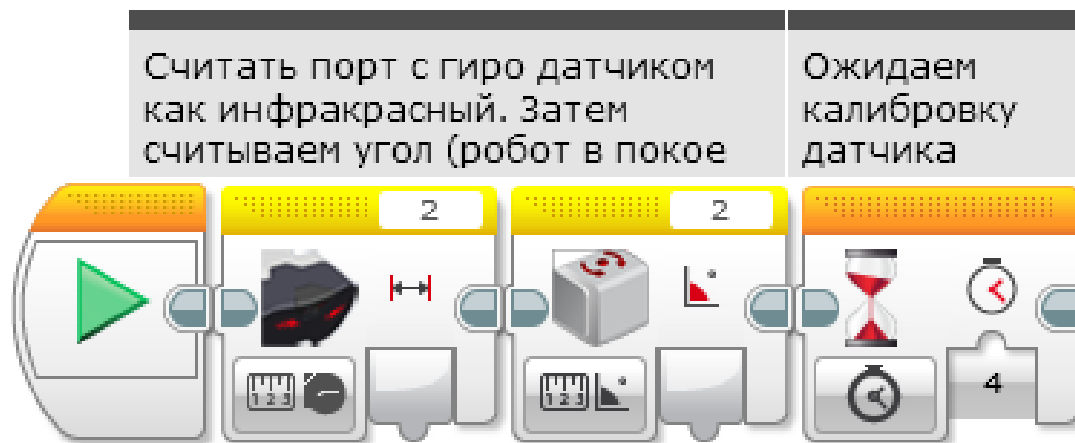 Считать порт с гиро датчиком
как инфракрасный. Затем
считываем угол (робот в покое
Ожидаем
калибровку
датчика
2
2
4